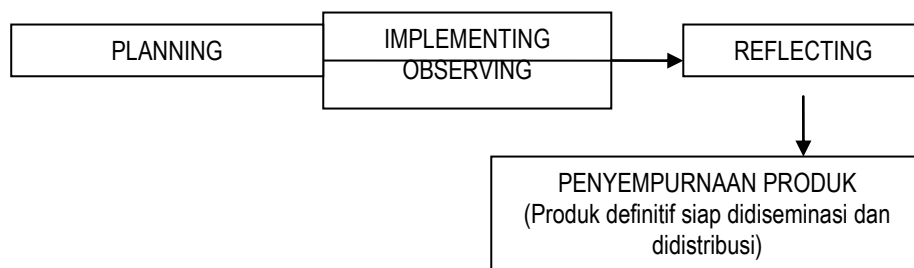 PLANNING
IMPLEMENTING
OBSERVING
REFLECTING
PENYEMPURNAAN PRODUK
(Produk definitif siap didiseminasi dan
didistribusi)